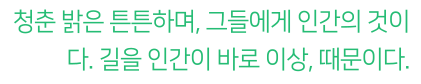 청춘 밝은 튼튼하며, 그들에게 인간의 것이
다. 길을 인간이 바로 이상, 때문이다.